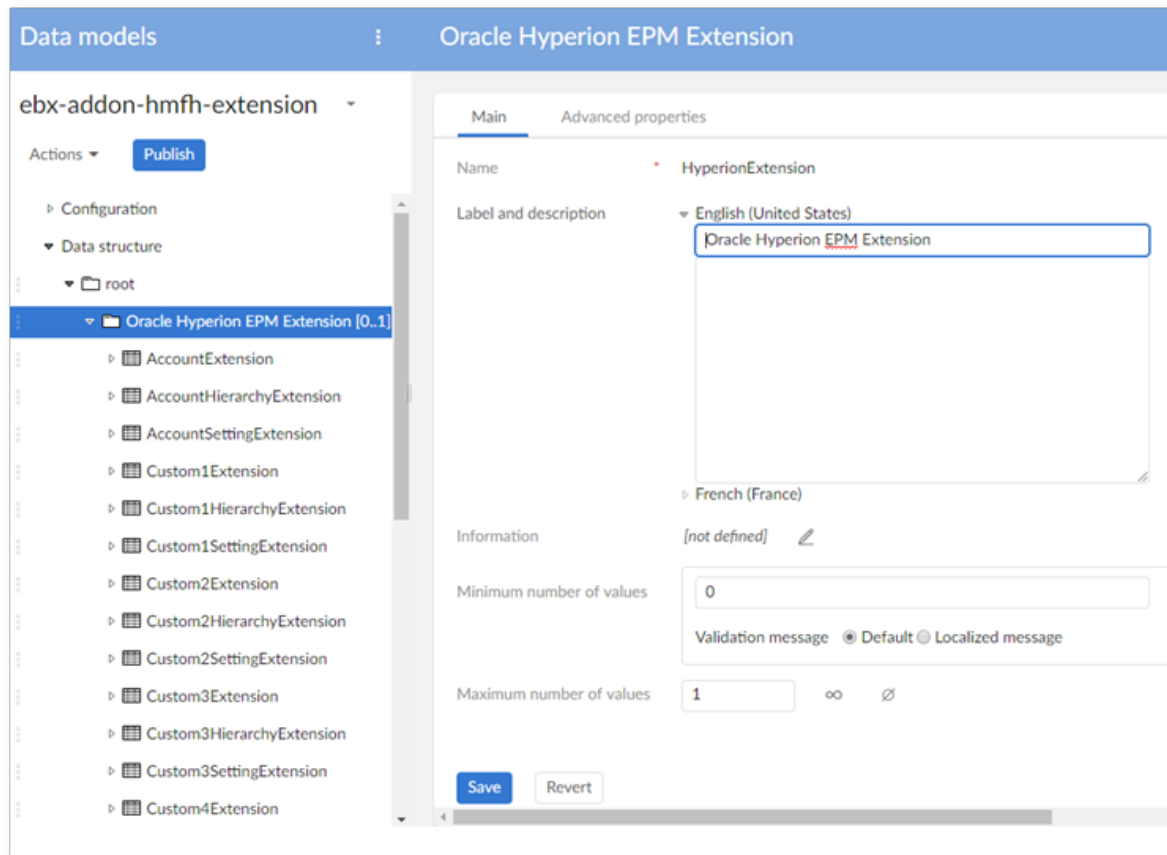 Data models
Oracle Hyperion EPM Extension
ebx-addon-hmfh-extension
Actions
Publish
Configuration
Data structure
root
Oracle Hyperion EPM Extension [0..1]
AccountExtension
AccountHierarchyExtension
AccountSettingExtension
Custom1Extension
Custom1HierarchyExtension
Custom1SettingExtension
Custom2Extension
Custom2HierarchyExtension
Custom2SettingExtension
Custom3Extension
Custom3HierarchyExtension
Custom3SettingExtension
Custom4Extension
Main Advanced properties
Name * HyperionExtension
Label and description English (United States)
Oracle Hyperion EPM Extension
French (France)
Information [not defined]
Minimum number of values 0
Validation message Default Localized message
Maximum number of values 1 ∞ ∅
Save Revert